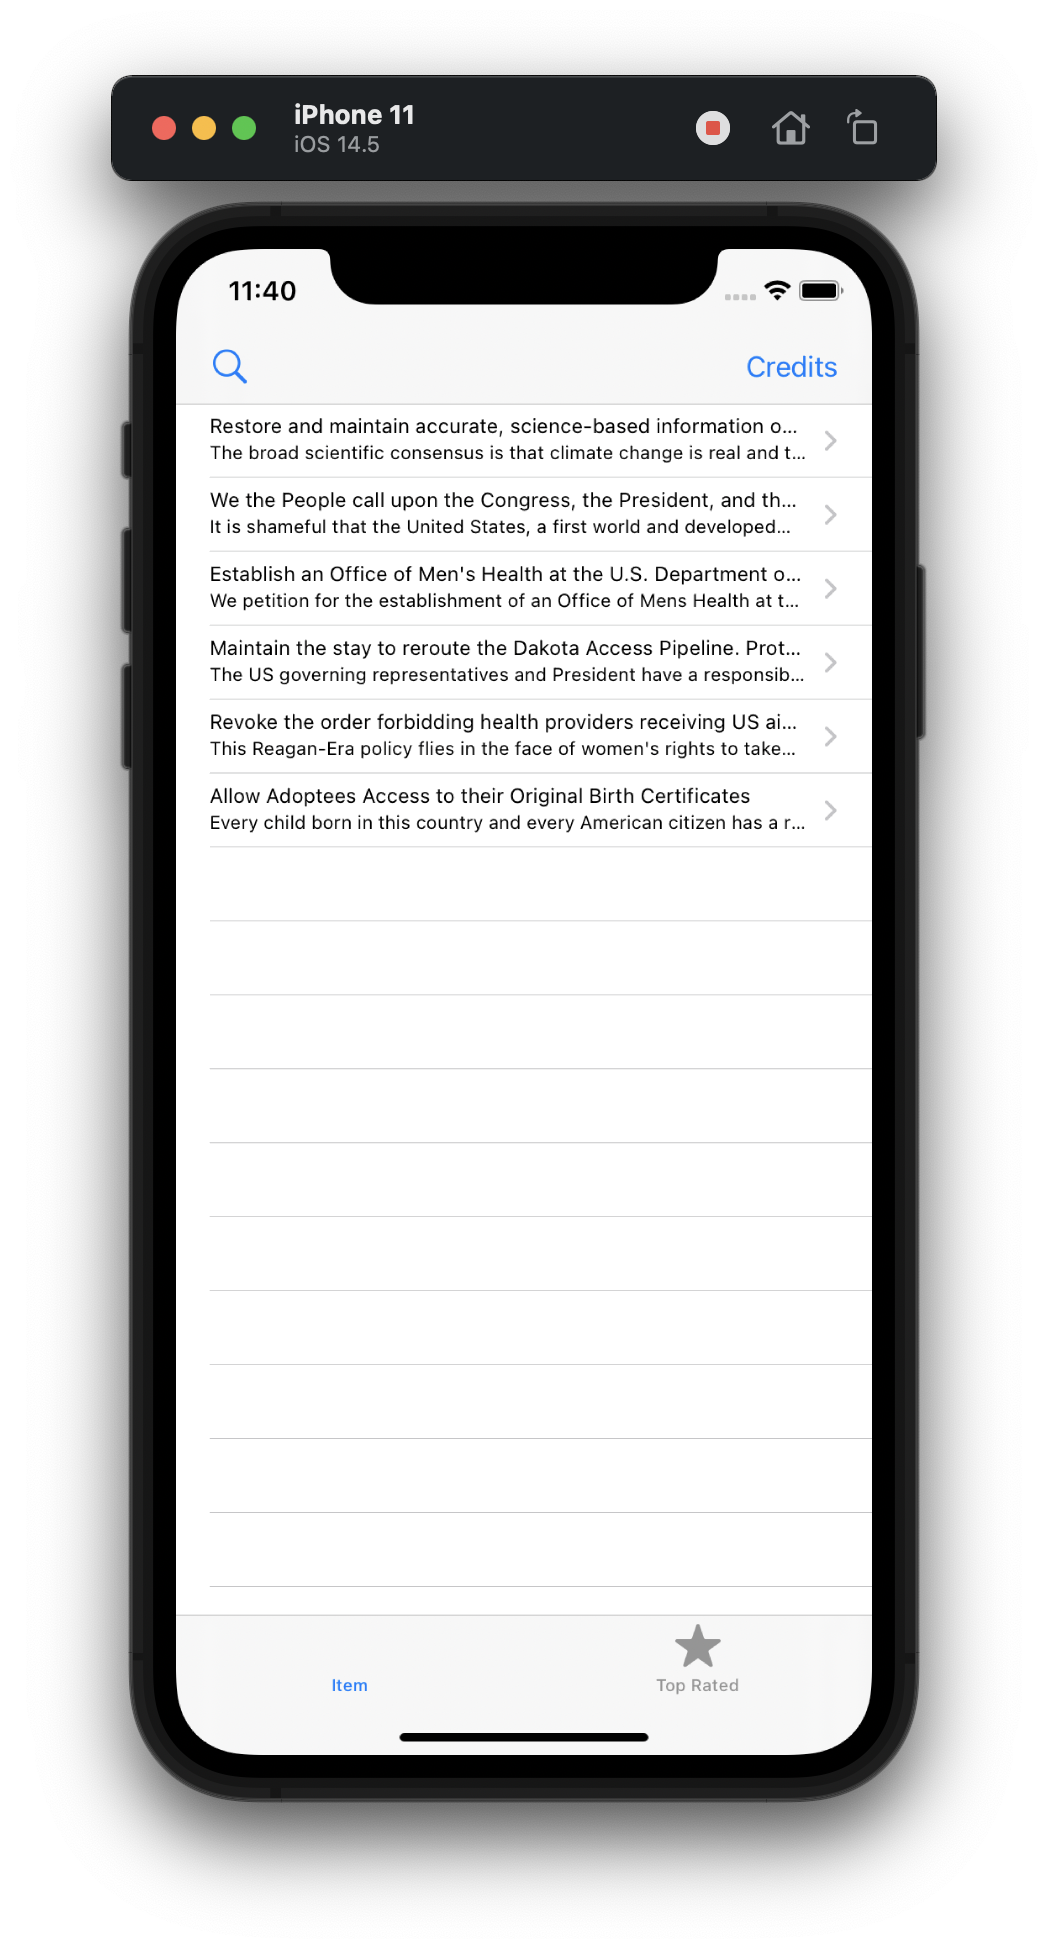 iPhone 11
iOS 14.5
11:40
Credits
Restore and maintain accurate, science-based information o...
The broad scientific consensus is that climate change is real and t...
We the People call upon the Congress, the President, and th...
It is shameful that the United States, a first world and developed...
Establish an Office of Men's Health at the U.S. Department o...
We petition for the establishment of an Office of Mens Health at t...
Maintain the stay to reroute the Dakota Access Pipeline. Prot...
The US governing representatives and President have a responsib...
Revoke the order forbidding health providers receiving US ai...
This Reagan-Era policy flies in the face of women's rights to take...
Allow Adoptees Access to their Original Birth Certificates
Every child born in this country and every American citizen has a r...
Item
Top Rated